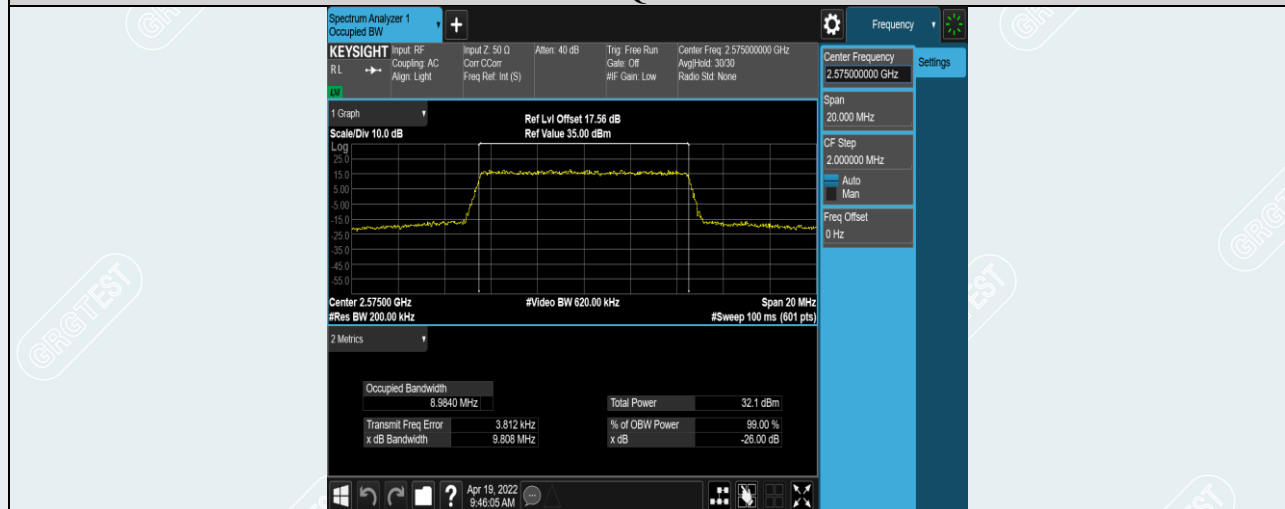 Spectrum Analyzer 1
Occupied BW
+
Frequency
KEYSIGHT Input: RF Input Z: 50 Ω Atten: 40 dB Trig: Free Run Center Freq: 2.575000000 GHz
RL Coupling: AC Corr CCorr Gate: Off Avg|Hold: 30/30
Align: Light Freq Ref: Int (S) #IF Gain: Low Radio Std: None
LXI
Center Frequency
2.575000000 GHz
Settings
Span
20.000 MHz
CF Step
2.000000 MHz
Auto
Man
Freq Offset
0 Hz
1 Graph
Ref Lvl Offset 17.56 dB
Scale/Div 10.0 dB Ref Value 35.00 dBm
Log
25.0
15.0
5.00
-5.00
-15.0
-25.0
-35.0
-45.0
-55.0
Center 2.57500 GHz #Video BW 620.00 kHz Span 20 MHz
#Res BW 200.00 kHz #Sweep 100 ms (601 pts)
2 Metrics
Occupied Bandwidth
8.9840 MHz Total Power 32.1 dBm
Transmit Freq Error 3.812 kHz % of OBW Power 99.00 %
x dB Bandwidth 9.808 MHz x dB -26.00 dB
? Apr 19, 2022
9:46:05 AM
GRGTEST
GRGTEST
GRGTEST